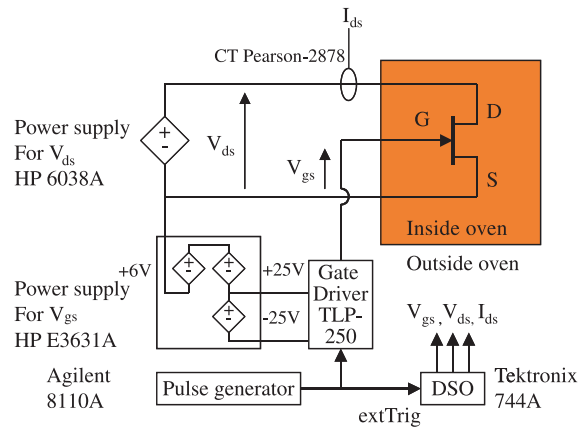 I_ds
CT Pearson-2878
Power supply
For V_ds
HP 6038A
+
-
V_ds
V_gs
G
D
S
Inside oven
Outside oven
+6V
+
-
+
-
+25V
+
-
-25V
Power supply
For V_gs
HP E3631A
Gate
Driver
TLP-
250
V_gs, V_ds, I_ds
Agilent
8110A
Pulse generator
extTrig
DSO
Tektronix
744A